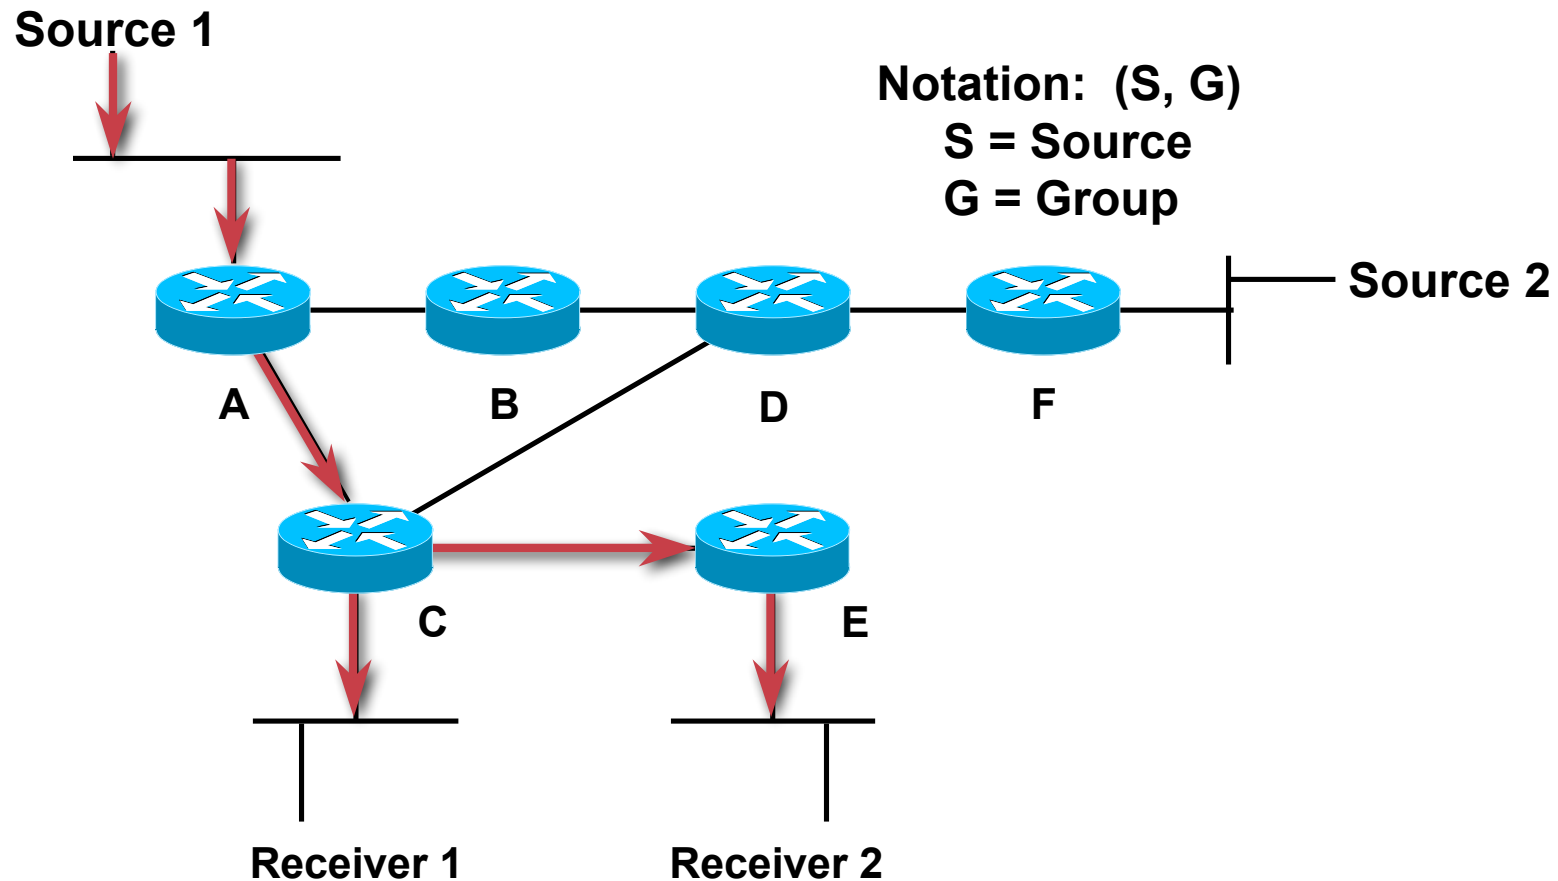 Source 1
Notation: (S, G)
S = Source
G = Group
Source 2
A
B
D
F
C
E
Receiver 1
Receiver 2